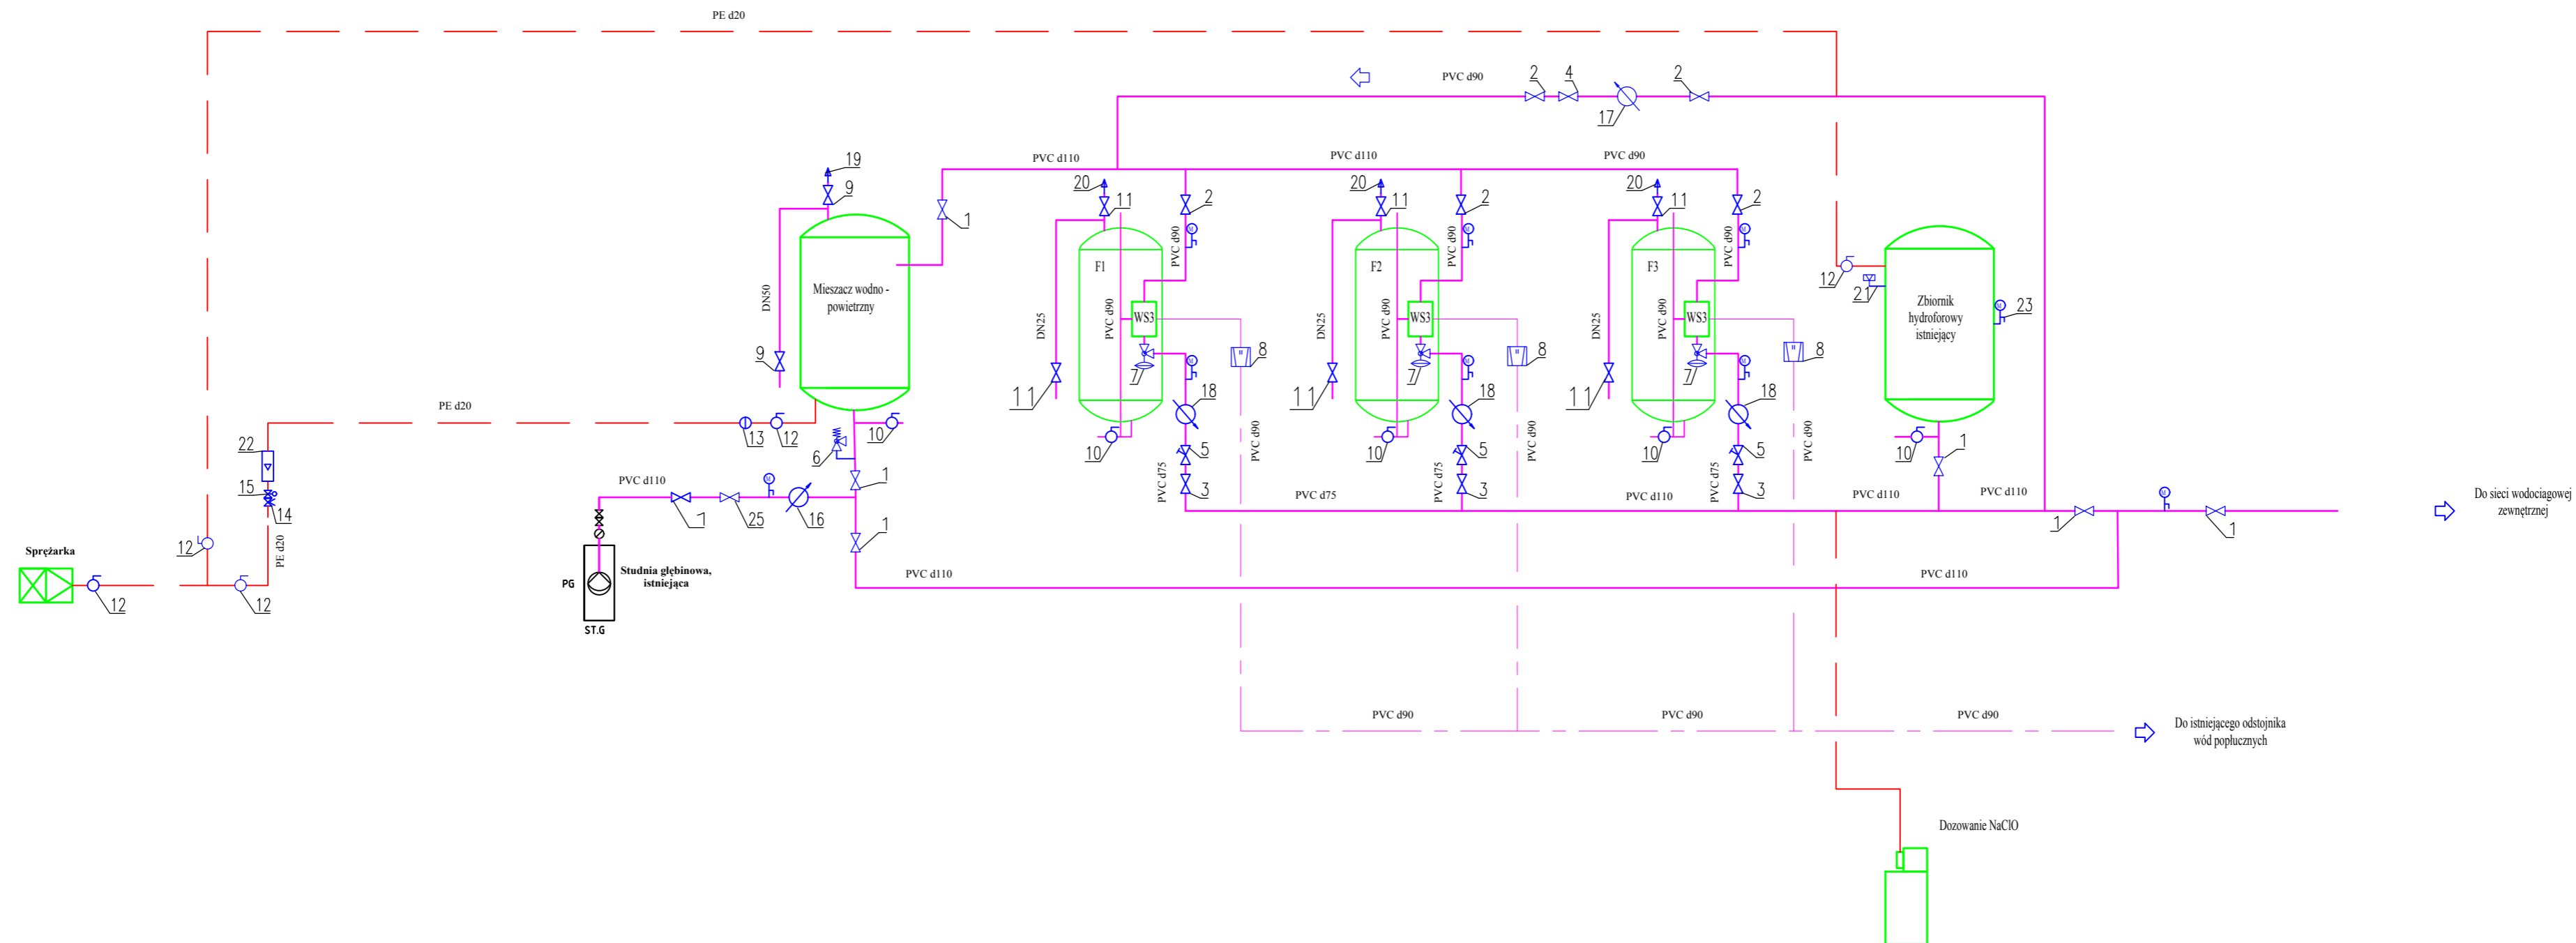 PE d20
PVC d90
2
4
2
17
19
9
PVC d110
PVC d110
PVC d90
20
11
2
20
11
2
20
11
2
1
M
M
M
DN50
Mieszacz wodno -
powietrzny
F1
PVC d90
F2
PVC d90
F3
PVC d90
12
21
Zbiornik
hydroforowy
istniejący
M
23
DN25
PVC d90
WS3
DN25
PVC d90
WS3
DN25
PVC d90
WS3
9
7
M
8
7
M
8
7
M
8
11
11
11
PE d20
13
12
10
6
18
18
18
10
5
10
5
10
5
10
1
22
15
14
PVC d110
M
1
25
16
1
PVC d75
3
PVC d90
PVC d75
3
PVC d90
PVC d75
3
PVC d90
PVC d75
PVC d110
PVC d110
PVC d110
M
1
1
Do sieci wodociągowej
zewnętrznej
1
Sprężarka
12
PE d20
12
12
PG
Studnia głębinowa,
istniejąca
ST.G
PVC d110
PVC d110
PVC d90
PVC d90
PVC d90
Do istniejącego odstojnika
wód popłucznych
Dozowanie NaClO